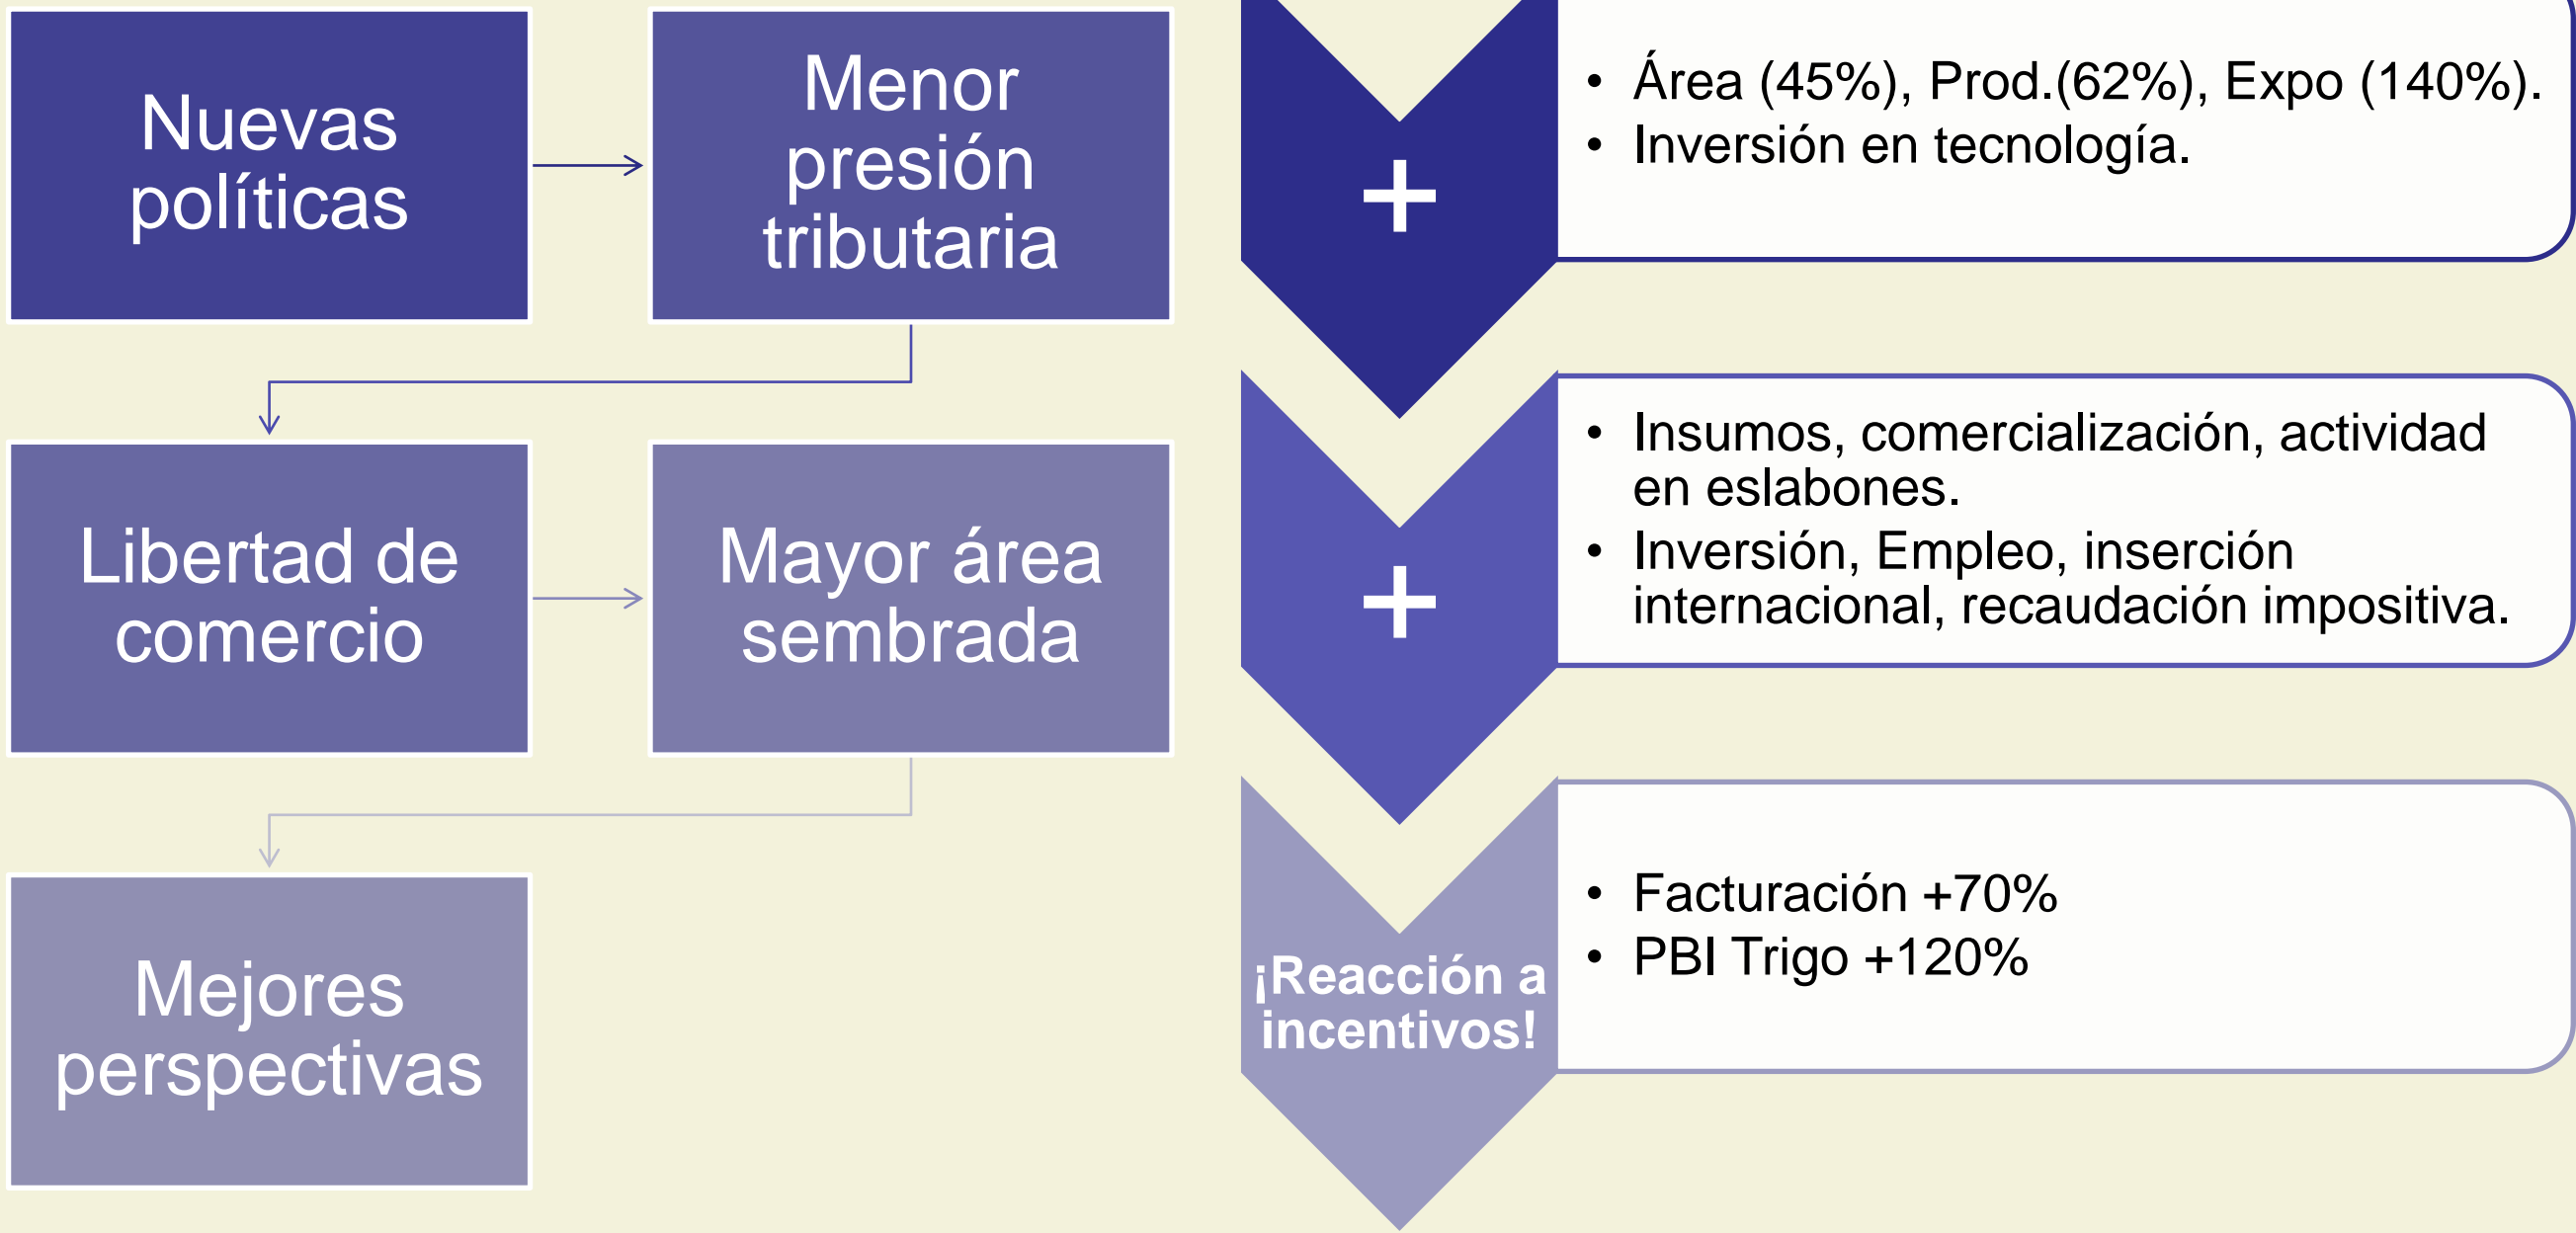 Nuevas
políticas
Menor
presión
tributaria
Libertad de
comercio
Mayor área
sembrada
Mejores
perspectivas
+
• Área (45%), Prod.(62%), Expo (140%).
• Inversión en tecnología.
+
• Insumos, comercialización, actividad
en eslabones.
• Inversión, Empleo, inserción
internacional, recaudación impositiva.
¡Reacción a
incentivos!
• Facturación +70%
• PBI Trigo +120%